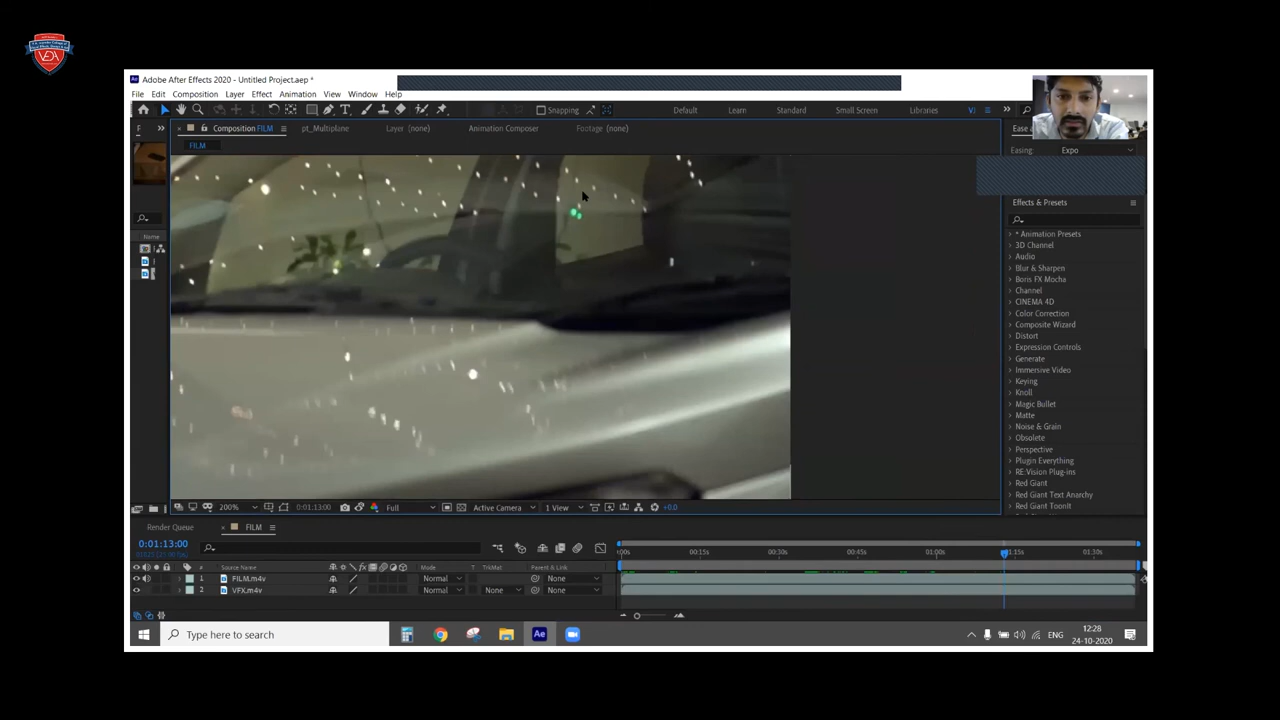 VEDA
Adobe After Effects 2020 - Untitled Project.aep *
File Edit Composition Layer Effect Animation View Window Help
Snapping Default Learn Standard Small Screen Libraries
F Composition FILM pt_Multiplane Layer (none) Animation Composer Footage (none)
FILM
Easing: Expo
Effects & Presets
* Animation Presets
3D Channel
Audio
Blur & Sharpen
Boris FX Mocha
Channel
CINEMA 4D
Color Correction
Composite Wizard
Distort
Expression Controls
Generate
Immersive Video
Keying
Knoll
Magic Bullet
Matte
Noise & Grain
Obsolete
Perspective
Plugin Everything
RE:Vision Plug-ins
Red Giant
Red Giant Text Anarchy
Red Giant ToonIt
Name
200% 0:01:13:00 Full Active Camera 1 View +0.0
Render Queue FILM
0:01:13:00
:00s 00:15s 00:30s 00:45s 01:00s 01:15s 01:30s
# Source Name Mode T TrkMat Parent & Link
1 FILM.m4v Normal None
2 VFX.m4v Normal None None
Type here to search
ENG
12:28
24-10-2020